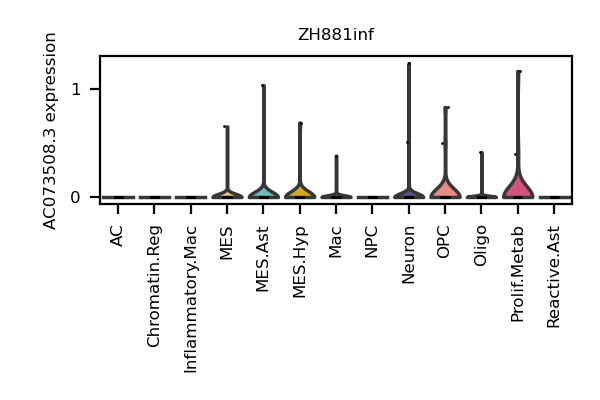 ZH881inf
AC073508.3 expression
1
0
AC
Chromatin.Reg
Inflammatory.Mac
MES
MES.Ast
MES.Hyp
Mac
NPC
Neuron
OPC
Oligo
Prolif.Metab
Reactive.Ast